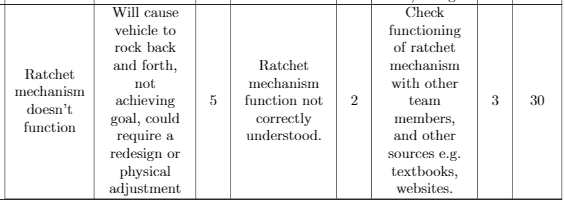 Ratchet
mechanism
doesn't
function
Will cause
vehicle to
rock back
and forth,
not
achieving
goal, could
require a
redesign or
physical
adjustment
5
Ratchet
mechanism
function not
correctly
understood.
2
Check
functioning
of ratchet
mechanism
with other
team
members,
and other
sources e.g.
textbooks,
websites.
3
30